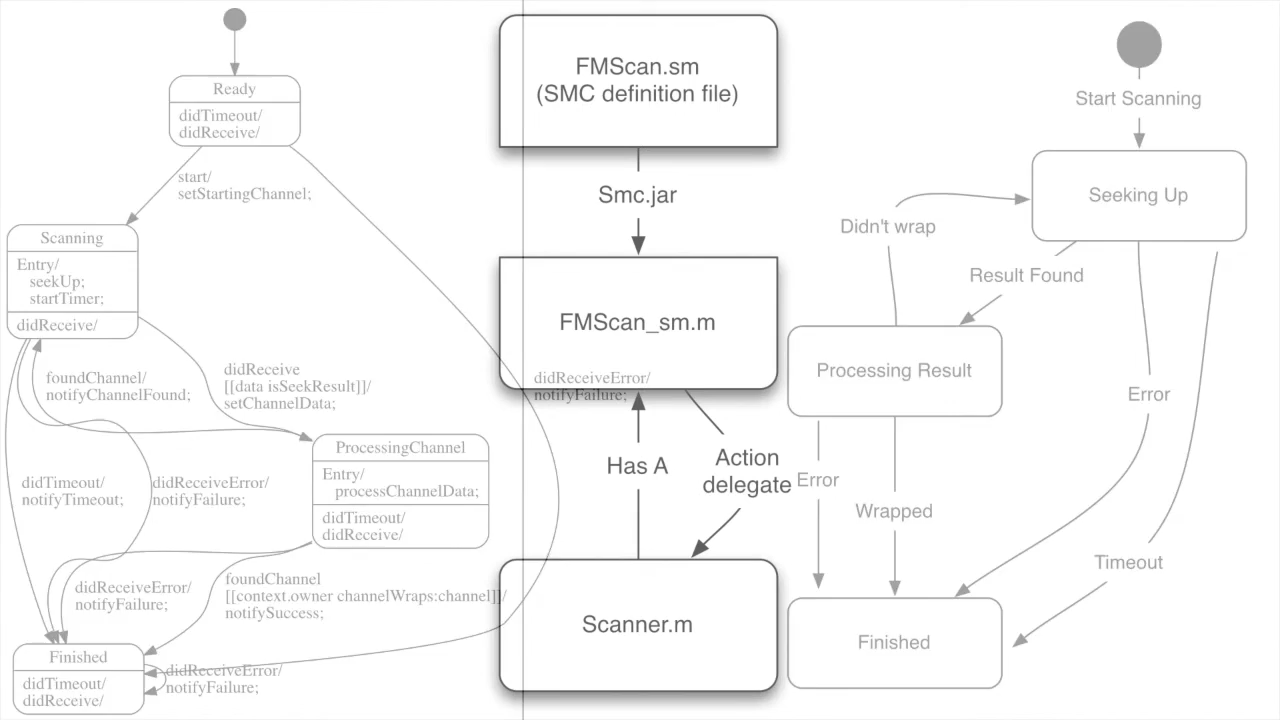 Ready
didTimeout/
didReceive/
start/
setStartingChannel;
Scanning
Entry/
seekUp;
startTimer;
didReceive/
foundChannel/
notifyChannelFound;
didReceive
[[data isSeekResult]]/
setChannelData;
ProcessingChannel
Entry/
processChannelData;
didTimeout/
didReceive/
didTimeout/
notifyTimeout;
didReceiveError/
notifyFailure;
didReceiveError/
notifyFailure;
foundChannel
[[context.owner channelWraps:channel]]/
notifySuccess;
Finished
didTimeout/
didReceive/
didReceiveError/
notifyFailure;
didReceiveError/
notifyFailure;
FMScan.sm
(SMC definition file)
Smc.jar
FMScan_sm.m
Has A
Action
delegate
Scanner.m
Start Scanning
Seeking Up
Didn't wrap
Result Found
Processing Result
Error
Error
Wrapped
Timeout
Finished